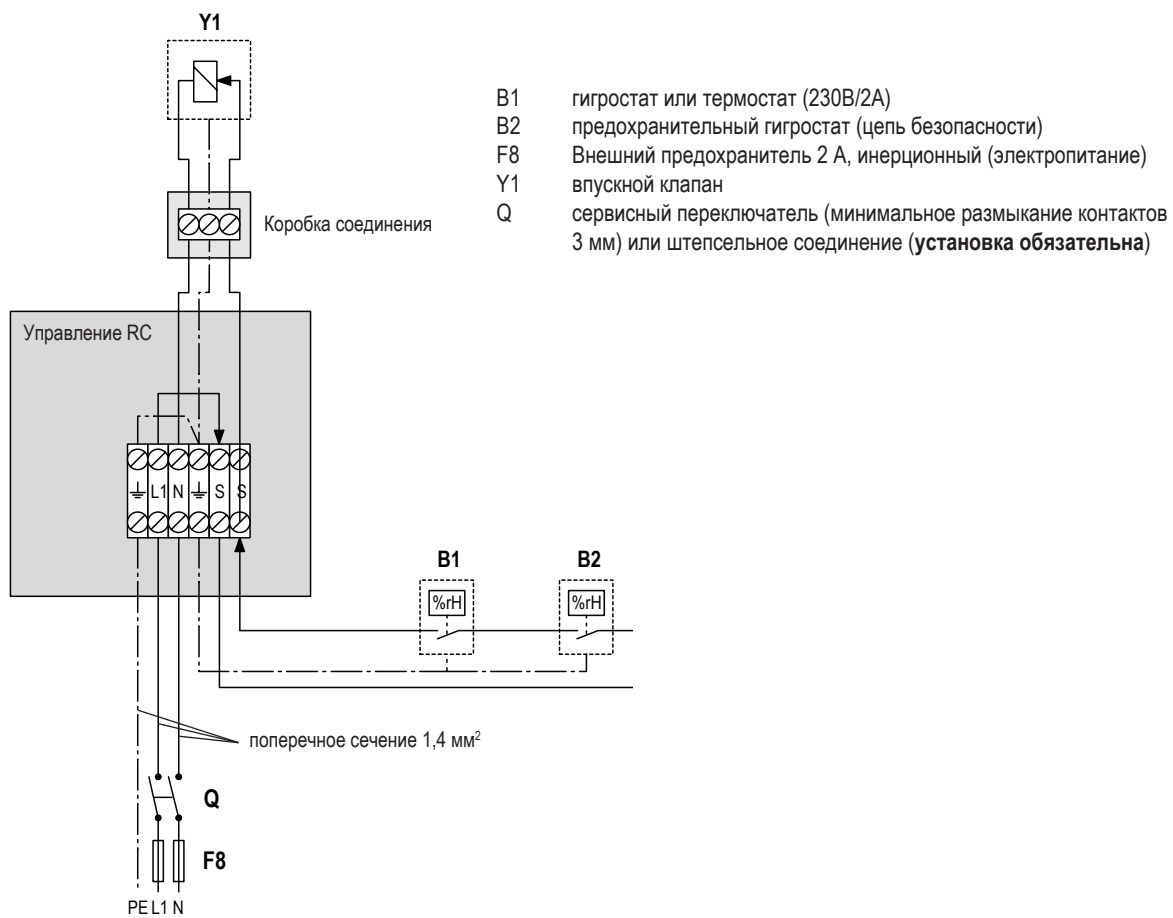 Y1
B1 гигростат или термостат (230В/2А)
B2 предохранительный гигростат (цепь безопасности)
F8 Внешний предохранитель 2 А, инерционный (электропитание)
Y1 впускной клапан
Q сервисный переключатель (минимальное размыкание контактов
3 мм) или штепсельное соединение (установка обязательна)
Коробка соединения
Управление RC
L1 N S S
B1 B2
%rH %rH
поперечное сечение 1,4 мм²
Q
F8
PE L1 N